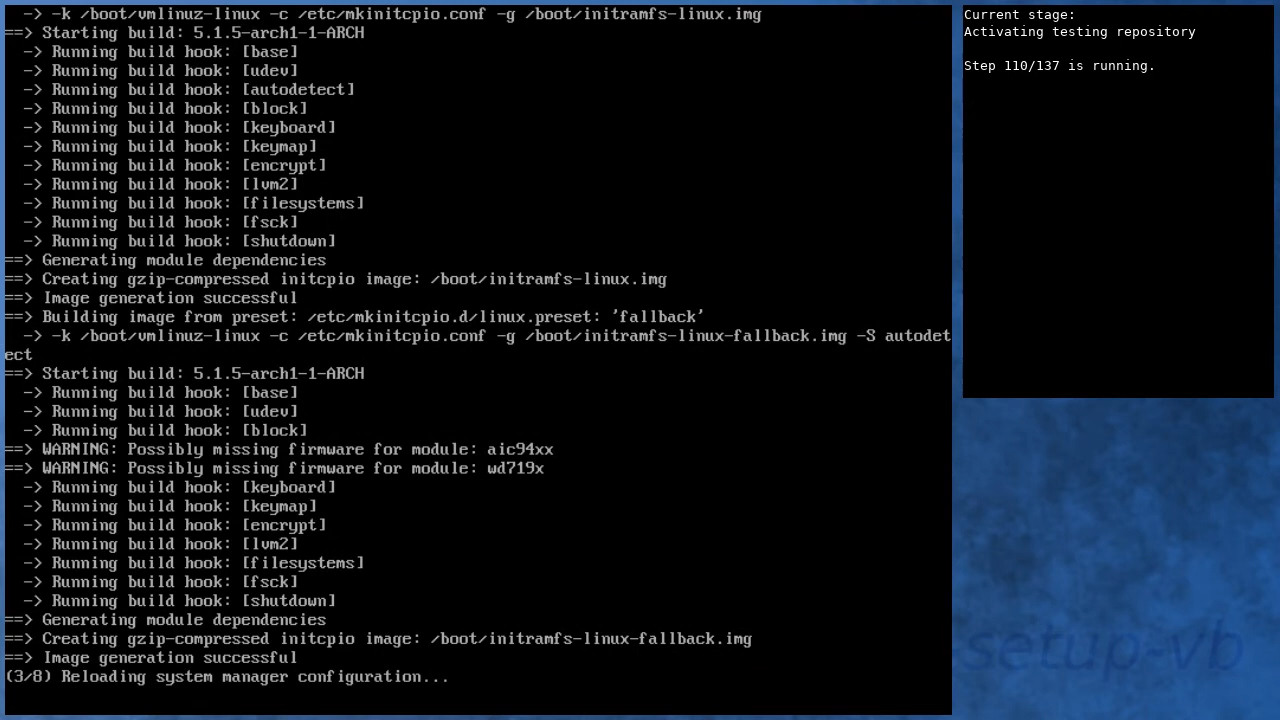 -> -k /boot/vmlinuz-linux -c /etc/mkinitcpio.conf -g /boot/initramfs-linux.img
==> Starting build: 5.1.5-arch1-1-ARCH
  -> Running build hook: [base]
  -> Running build hook: [udev]
  -> Running build hook: [autodetect]
  -> Running build hook: [block]
  -> Running build hook: [keyboard]
  -> Running build hook: [keymap]
  -> Running build hook: [encrypt]
  -> Running build hook: [lvm2]
  -> Running build hook: [filesystems]
  -> Running build hook: [fsck]
  -> Running build hook: [shutdown]
==> Generating module dependencies
==> Creating gzip-compressed initcpio image: /boot/initramfs-linux.img
==> Image generation successful
==> Building image from preset: /etc/mkinitcpio.d/linux.preset: 'fallback'
  -> -k /boot/vmlinuz-linux -c /etc/mkinitcpio.conf -g /boot/initramfs-linux-fallback.img -S autodet
ect
==> Starting build: 5.1.5-arch1-1-ARCH
  -> Running build hook: [base]
  -> Running build hook: [udev]
  -> Running build hook: [block]
==> WARNING: Possibly missing firmware for module: aic94xx
==> WARNING: Possibly missing firmware for module: wd719x
  -> Running build hook: [keyboard]
  -> Running build hook: [keymap]
  -> Running build hook: [encrypt]
  -> Running build hook: [lvm2]
  -> Running build hook: [filesystems]
  -> Running build hook: [fsck]
  -> Running build hook: [shutdown]
==> Generating module dependencies
==> Creating gzip-compressed initcpio image: /boot/initramfs-linux-fallback.img
==> Image generation successful
(3/8) Reloading system manager configuration...
Current stage:
Activating testing repository
Step 110/137 is running.
setup-vb